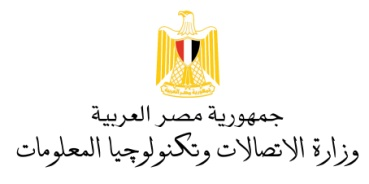 جمهورية مصر العربية
وزارة الاتصالات وتكنولوجيا المعلومات